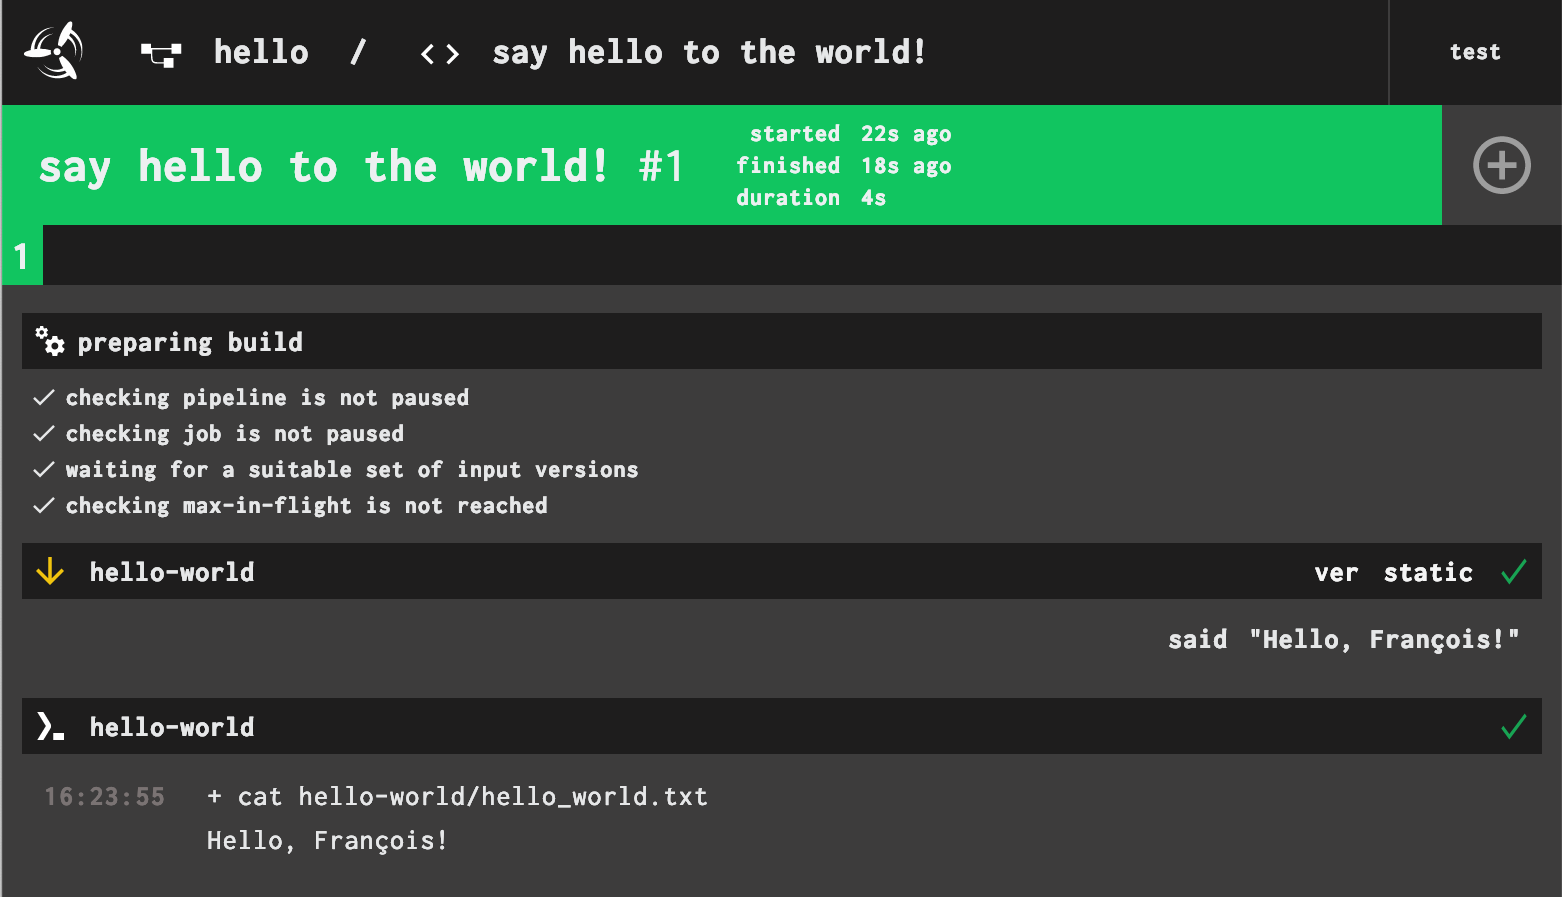 hello / <> say hello to the world! test
say hello to the world! #1
started 22s ago
finished 18s ago
duration 4s
1
preparing build
checking pipeline is not paused
checking job is not paused
waiting for a suitable set of input versions
checking max-in-flight is not reached
hello-world ver static
said "Hello, François!"
hello-world
16:23:55 + cat hello-world/hello_world.txt
Hello, François!